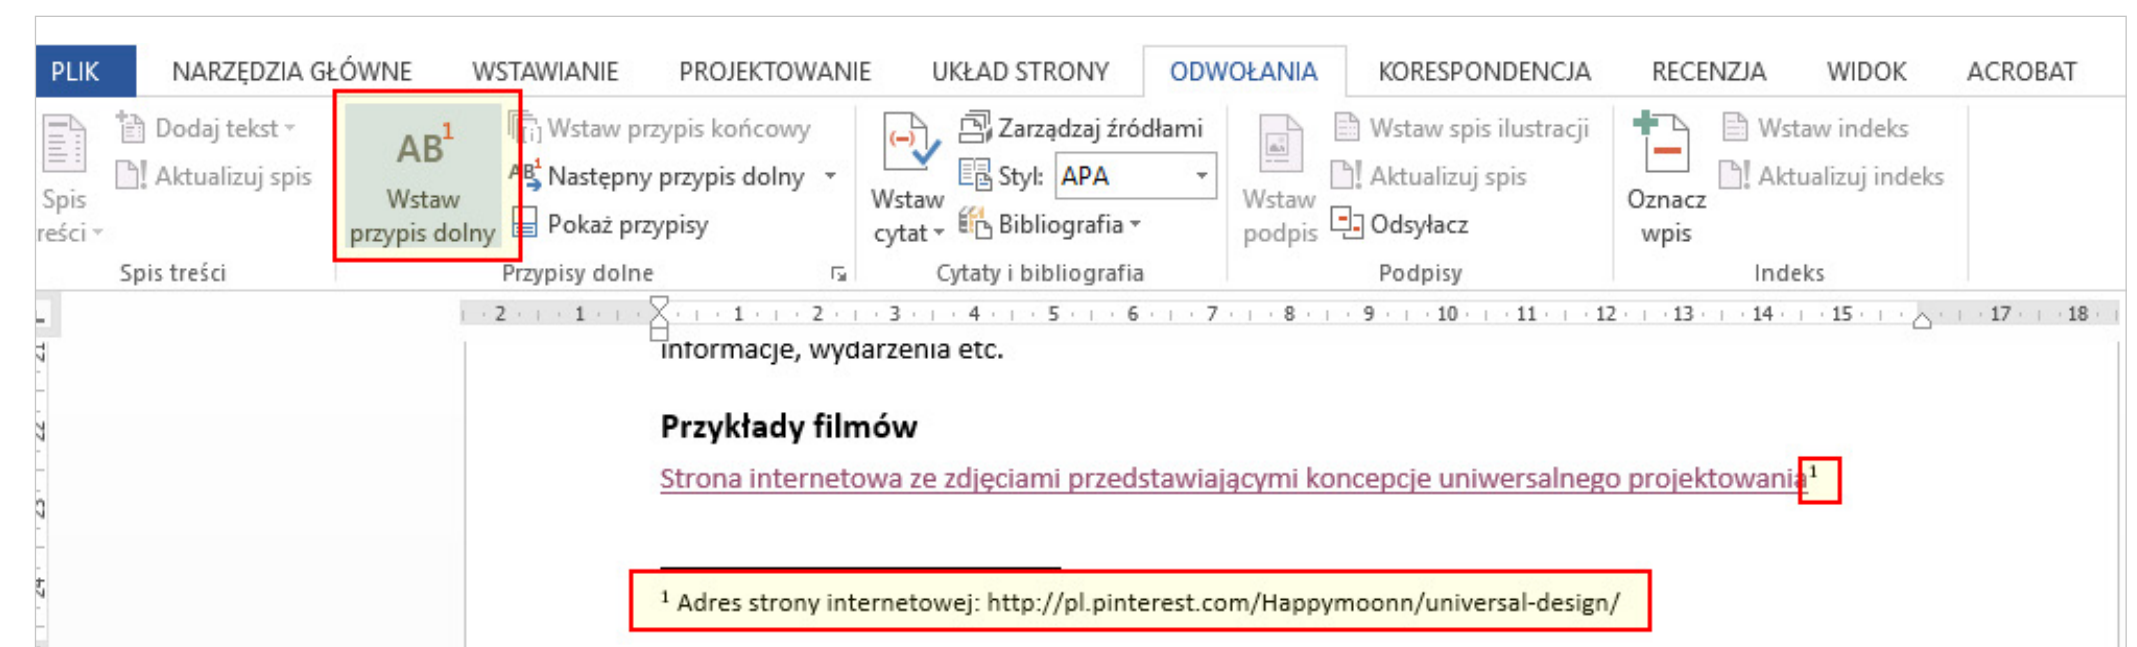 PLIK NARZĘDZIA GŁÓWNE WSTAWIANIE PROJEKTOWANIE UKŁAD STRONY ODWOŁANIA KORESPONDENCJA RECENZJA WIDOK ACROBAT
Spis
reści
Dodaj tekst
Aktualizuj spis
Spis treści
AB1
Wstaw
przypis dolny
Wstaw przypis końcowy
Następny przypis dolny
Pokaż przypisy
Przypisy dolne
Wstaw
cytat
Zarządzaj źródłami
Styl: APA
Bibliografia
Cytaty i bibliografia
Wstaw
podpis
Wstaw spis ilustracji
Aktualizuj spis
Odsyłacz
Podpisy
Oznacz
wpis
Wstaw indeks
Aktualizuj indeks
Indeks
2 1 1 2 3 4 5 6 7 8 9 10 11 12 13 14 15 17 18
informacje, wydarzenia etc.
Przykłady filmów
Strona internetowa ze zdjęciami przedstawiającymi koncepcje uniwersalnego projektowania1
1 Adres strony internetowej: http://pl.pinterest.com/Happymoonn/universal-design/